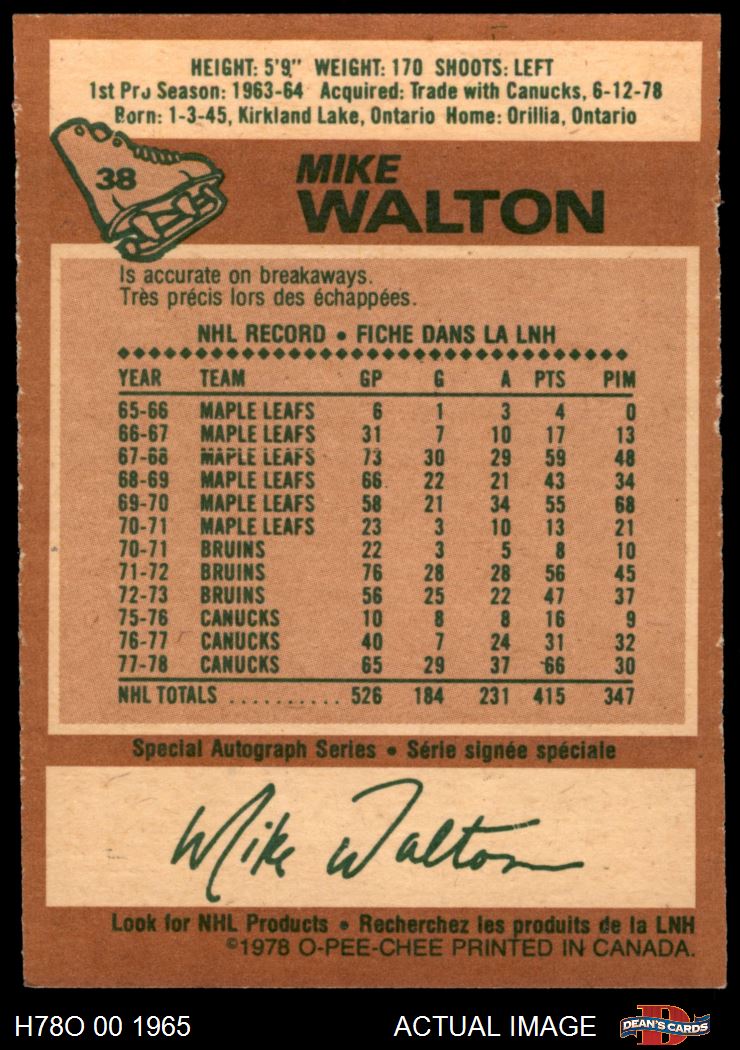 HEIGHT: 5'9" WEIGHT: 170 SHOOTS: LEFT
1st Pro Season: 1963-64 Acquired: Trade with Canucks, 6-12-78
Born: 1-3-45, Kirkland Lake, Ontario Home: Orillia, Ontario
38
MIKE
WALTON
Is accurate on breakaways.
Très précis lors des échappées.
NHL RECORD • FICHE DANS LA LNH
YEAR TEAM GP G A PTS PIM
65-66 MAPLE LEAFS 6 1 3 4 0
66-67 MAPLE LEAFS 31 7 10 17 13
67-68 MAPLE LEAFS 73 30 29 59 48
68-69 MAPLE LEAFS 66 22 21 43 34
69-70 MAPLE LEAFS 58 21 34 55 68
70-71 MAPLE LEAFS 23 3 10 13 21
70-71 BRUINS 22 3 5 8 10
71-72 BRUINS 76 28 28 56 45
72-73 BRUINS 56 25 22 47 37
75-76 CANUCKS 10 8 8 16 9
76-77 CANUCKS 40 7 24 31 32
77-78 CANUCKS 65 29 37 66 30
NHL TOTALS .......... 526 184 231 415 347
Special Autograph Series • Série signée spéciale
Mike Walton
Look for NHL Products • Recherchez les produits de la LNH
©1978 O-PEE-CHEE PRINTED IN CANADA.
H78O 00 1965 ACTUAL IMAGE D DEAN'S CARDS